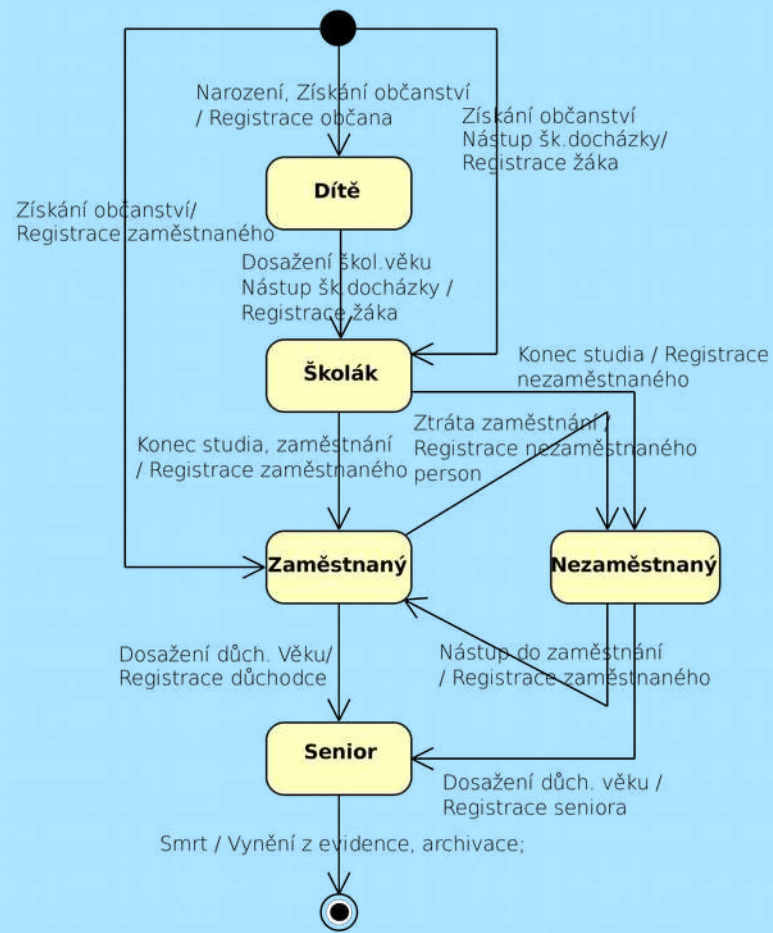 Narození, Získání občanství
/ Registrace občana
Získání občanství
Nástup šk.docházky/
Registrace žáka
Dítě
Získání občanství/
Registrace zaměstnaného
Dosažení škol.věku
Nástup šk.docházky /
Registrace žáka
Školák
Konec studia / Registrace
nezaměstnaného
Konec studia, zaměstnání
/ Registrace zaměstnaného
Ztráta zaměstnání /
Registrace nezaměstnaného
person
Zaměstnaný
Nezaměstnaný
Dosažení důch. Věku/
Registrace důchodce
Nástup do zaměstnání
/ Registrace zaměstnaného
Senior
Dosažení důch. věku /
Registrace seniora
Smrt / Vynění z evidence, archivace;